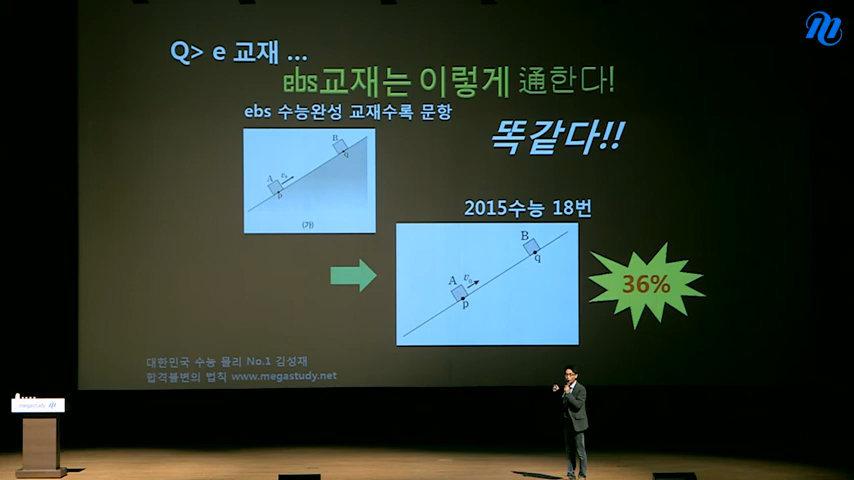 Q> e 교재 ...
ebs교재는 이렇게 通한다!
ebs 수능완성 교재수록 문항
똑같다!!
B
q
A v₀
p
(가)
2015수능 18번
B
q
A v₀
p
36%
대한민국 수능 물리 No.1 김성재
합격불변의 법칙 www.megastudy.net
megastudy